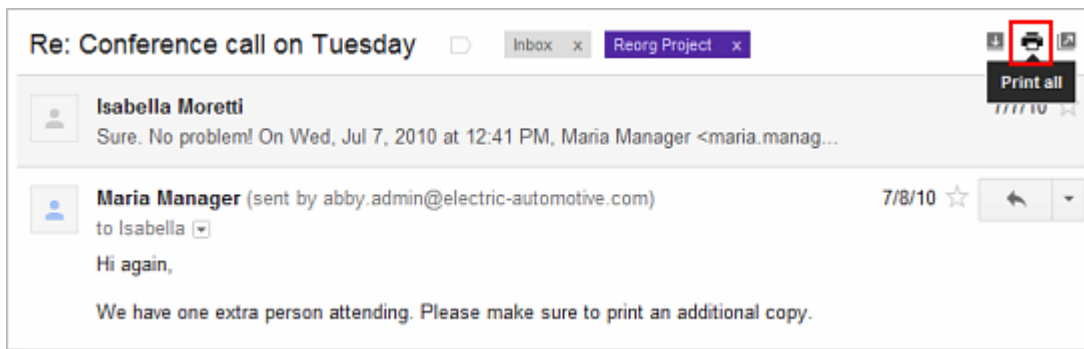 Re: Conference call on Tuesday Inbox x Reorg Project x
Print all
Isabella Moretti
Sure. No problem! On Wed, Jul 7, 2010 at 12:41 PM, Maria Manager <maria.manag...
Maria Manager (sent by abby.admin@electric-automotive.com) 7/8/10
to Isabella
Hi again,
We have one extra person attending. Please make sure to print an additional copy.